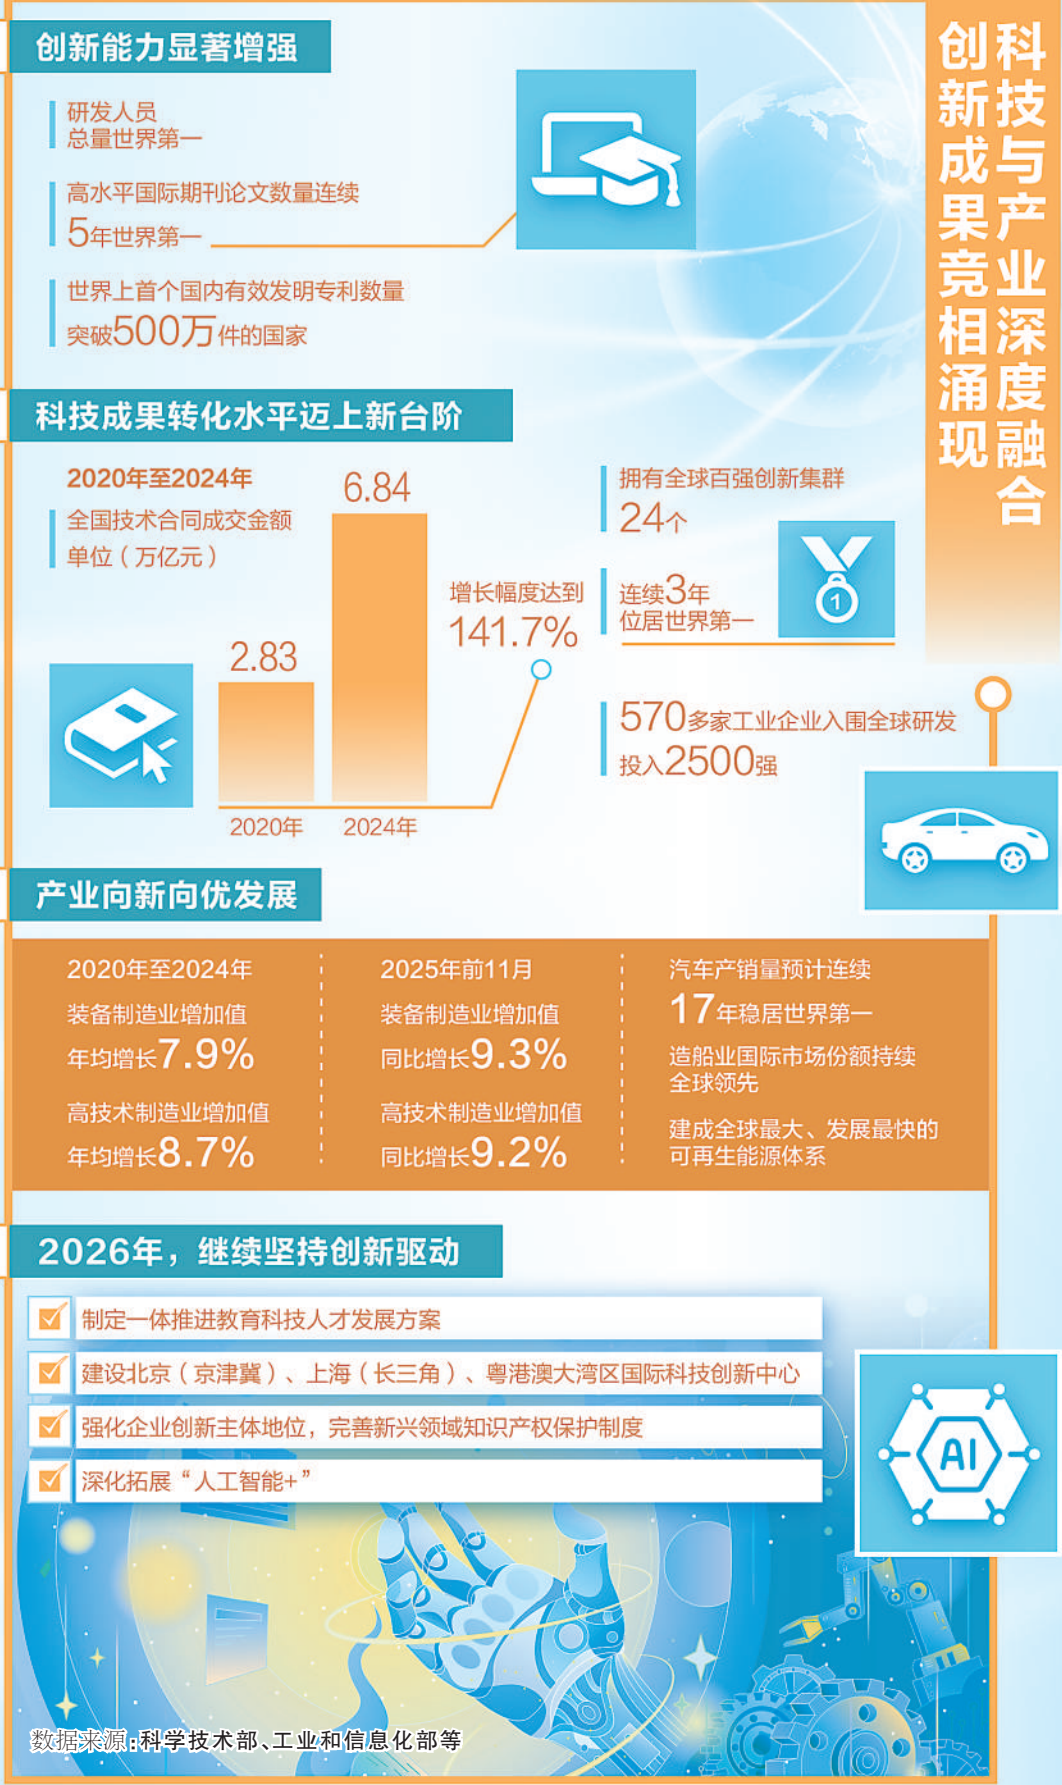 科技与产业深度融合
创新成果竞相涌现
创新能力显著增强
研发人员
总量世界第一
高水平国际期刊论文数量连续
5年世界第一
世界上首个国内有效发明专利数量
突破500万件的国家
科技成果转化水平迈上新台阶
2020年至2024年
全国技术合同成交金额
单位（万亿元）
2.83
6.84
2020年
2024年
增长幅度达到
141.7%
拥有全球百强创新集群
24个
连续3年
位居世界第一
1
570多家工业企业入围全球研发
投入2500强
产业向新向优发展
2020年至2024年
装备制造业增加值
年均增长7.9%
高技术制造业增加值
年均增长8.7%
2025年前11月
装备制造业增加值
同比增长9.3%
高技术制造业增加值
同比增长9.2%
汽车产销量预计连续
17年稳居世界第一
造船业国际市场份额持续
全球领先
建成全球最大、发展最快的
可再生能源体系
2026年，继续坚持创新驱动
制定一体推进教育科技人才发展方案
建设北京（京津冀）、上海（长三角）、粤港澳大湾区国际科技创新中心
强化企业创新主体地位，完善新兴领域知识产权保护制度
深化拓展“人工智能+”
AI
数据来源：科学技术部、工业和信息化部等